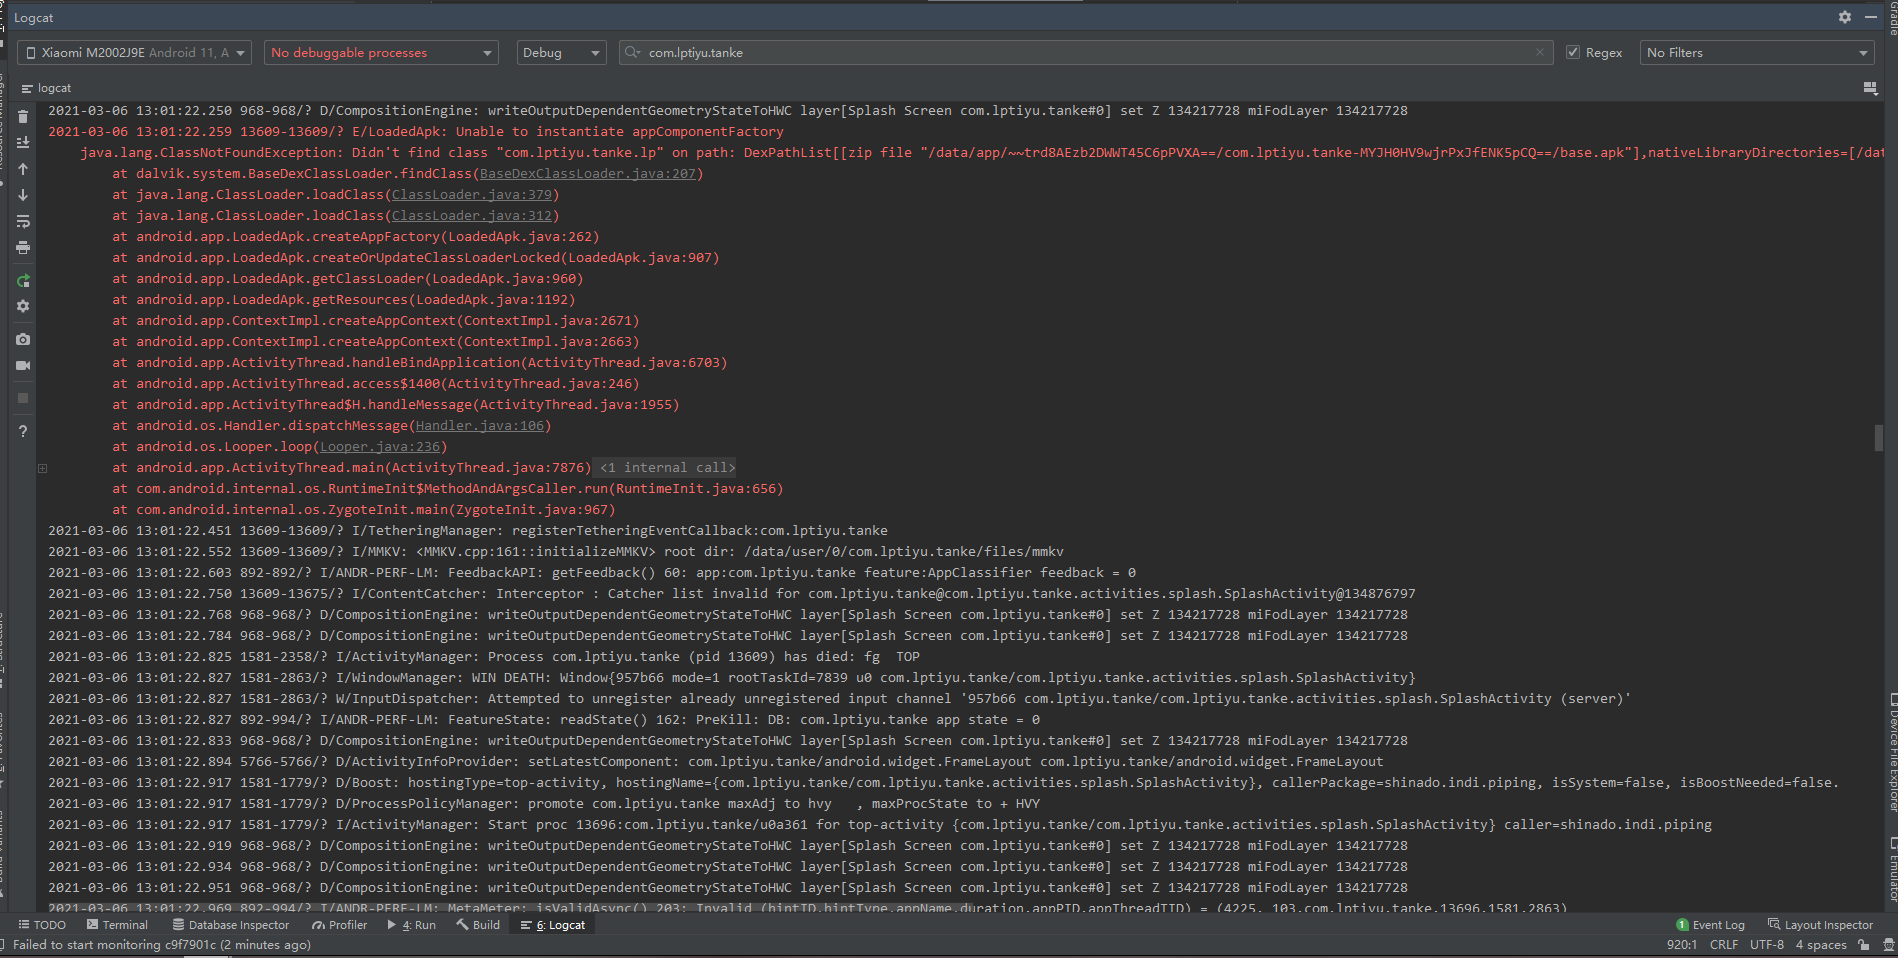 Logcat
Xiaomi M2002J9E Android 11, A
No debuggable processes
Debug
com.lptiyu.tanke
Regex
No Filters
logcat
2021-03-06 13:01:22.250 968-968/? D/CompositionEngine: writeOutputDependentGeometryStateToHWC layer[Splash Screen com.lptiyu.tanke#0] set Z 134217728 miFodLayer 134217728
2021-03-06 13:01:22.259 13609-13609/? E/LoadedApk: Unable to instantiate appComponentFactory
java.lang.ClassNotFoundException: Didn't find class "com.lptiyu.tanke.lp" on path: DexPathList[[zip file "/data/app/~~trd8AEzb2DWWT45C6pPVXA==/com.lptiyu.tanke-MYJH0HV9wjrPxJfENK5pCQ==/base.apk"],nativeLibraryDirectories=[/dat
at dalvik.system.BaseDexClassLoader.findClass(BaseDexClassLoader.java:207)
at java.lang.ClassLoader.loadClass(ClassLoader.java:379)
at java.lang.ClassLoader.loadClass(ClassLoader.java:312)
at android.app.LoadedApk.createAppFactory(LoadedApk.java:262)
at android.app.LoadedApk.createOrUpdateClassLoaderLocked(LoadedApk.java:907)
at android.app.LoadedApk.getClassLoader(LoadedApk.java:960)
at android.app.LoadedApk.getResources(LoadedApk.java:1192)
at android.app.ContextImpl.createAppContext(ContextImpl.java:2671)
at android.app.ContextImpl.createAppContext(ContextImpl.java:2663)
at android.app.ActivityThread.handleBindApplication(ActivityThread.java:6703)
at android.app.ActivityThread.access$1400(ActivityThread.java:246)
at android.app.ActivityThread$H.handleMessage(ActivityThread.java:1955)
at android.os.Handler.dispatchMessage(Handler.java:106)
at android.os.Looper.loop(Looper.java:236)
at android.app.ActivityThread.main(ActivityThread.java:7876) <1 internal call>
at com.android.internal.os.RuntimeInit$MethodAndArgsCaller.run(RuntimeInit.java:656)
at com.android.internal.os.ZygoteInit.main(ZygoteInit.java:967)
2021-03-06 13:01:22.451 13609-13609/? I/TetheringManager: registerTetheringEventCallback:com.lptiyu.tanke
2021-03-06 13:01:22.552 13609-13609/? I/MMKV: <MMKV.cpp:161::initializeMMKV> root dir: /data/user/0/com.lptiyu.tanke/files/mmkv
2021-03-06 13:01:22.603 892-892/? I/ANDR-PERF-LM: FeedbackAPI: getFeedback() 60: app:com.lptiyu.tanke feature:AppClassifier feedback = 0
2021-03-06 13:01:22.750 13609-13675/? I/ContentCatcher: Interceptor : Catcher list invalid for com.lptiyu.tanke@com.lptiyu.tanke.activities.splash.SplashActivity@134876797
2021-03-06 13:01:22.768 968-968/? D/CompositionEngine: writeOutputDependentGeometryStateToHWC layer[Splash Screen com.lptiyu.tanke#0] set Z 134217728 miFodLayer 134217728
2021-03-06 13:01:22.784 968-968/? D/CompositionEngine: writeOutputDependentGeometryStateToHWC layer[Splash Screen com.lptiyu.tanke#0] set Z 134217728 miFodLayer 134217728
2021-03-06 13:01:22.825 1581-2358/? I/ActivityManager: Process com.lptiyu.tanke (pid 13609) has died: fg  TOP
2021-03-06 13:01:22.827 1581-2863/? I/WindowManager: WIN DEATH: Window{957b66 mode=1 rootTaskId=7839 u0 com.lptiyu.tanke/com.lptiyu.tanke.activities.splash.SplashActivity}
2021-03-06 13:01:22.827 1581-2863/? W/InputDispatcher: Attempted to unregister already unregistered input channel '957b66 com.lptiyu.tanke/com.lptiyu.tanke.activities.splash.SplashActivity (server)'
2021-03-06 13:01:22.827 892-994/? I/ANDR-PERF-LM: FeatureState: readState() 162: PreKill: DB: com.lptiyu.tanke app state = 0
2021-03-06 13:01:22.833 968-968/? D/CompositionEngine: writeOutputDependentGeometryStateToHWC layer[Splash Screen com.lptiyu.tanke#0] set Z 134217728 miFodLayer 134217728
2021-03-06 13:01:22.894 5766-5766/? D/ActivityInfoProvider: setLatestComponent: com.lptiyu.tanke/android.widget.FrameLayout com.lptiyu.tanke/android.widget.FrameLayout
2021-03-06 13:01:22.917 1581-1779/? D/Boost: hostingType=top-activity, hostingName={com.lptiyu.tanke/com.lptiyu.tanke.activities.splash.SplashActivity}, callerPackage=shinado.indi.piping, isSystem=false, isBoostNeeded=false.
2021-03-06 13:01:22.917 1581-1779/? D/ProcessPolicyManager: promote com.lptiyu.tanke maxAdj to hvy   , maxProcState to + HVY
2021-03-06 13:01:22.917 1581-1779/? I/ActivityManager: Start proc 13696:com.lptiyu.tanke/u0a361 for top-activity {com.lptiyu.tanke/com.lptiyu.tanke.activities.splash.SplashActivity} caller=shinado.indi.piping
2021-03-06 13:01:22.919 968-968/? D/CompositionEngine: writeOutputDependentGeometryStateToHWC layer[Splash Screen com.lptiyu.tanke#0] set Z 134217728 miFodLayer 134217728
2021-03-06 13:01:22.934 968-968/? D/CompositionEngine: writeOutputDependentGeometryStateToHWC layer[Splash Screen com.lptiyu.tanke#0] set Z 134217728 miFodLayer 134217728
2021-03-06 13:01:22.951 968-968/? D/CompositionEngine: writeOutputDependentGeometryStateToHWC layer[Splash Screen com.lptiyu.tanke#0] set Z 134217728 miFodLayer 134217728
2021-03-06 13:01:22.969 892-994/? I/ANDR-PERF-LM: MetaMeter: isValidAsync() 203: Invalid (hintID,hintType,appName,duration,appPID,appThreadTID) = (4225, 103,com.lptiyu.tanke,13696,1581,2863)
TODO
Terminal
Database Inspector
Profiler
4: Run
Build
6: Logcat
1 Event Log
Layout Inspector
Failed to start monitoring c9f7901c (2 minutes ago)
920:1 CRLF UTF-8 4 spaces
Gradle
Device File Explorer
Emulator